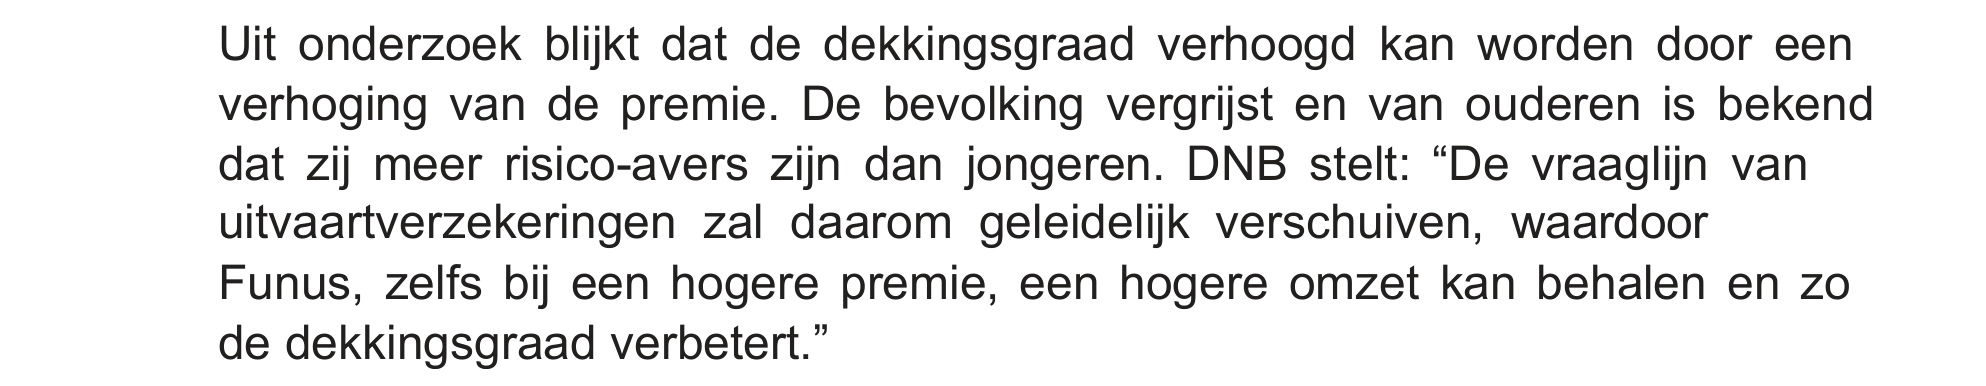 Uit onderzoek blijkt dat de dekkingsgraad verhoogd kan worden door een
verhoging van de premie. De bevolking vergrijst en van ouderen is bekend
dat zij meer risico-avers zijn dan jongeren. DNB stelt: “De vraaglijn van
uitvaartverzekeringen zal daarom geleidelijk verschuiven, waardoor
Funus, zelfs bij een hogere premie, een hogere omzet kan behalen en zo
de dekkingsgraad verbetert.”